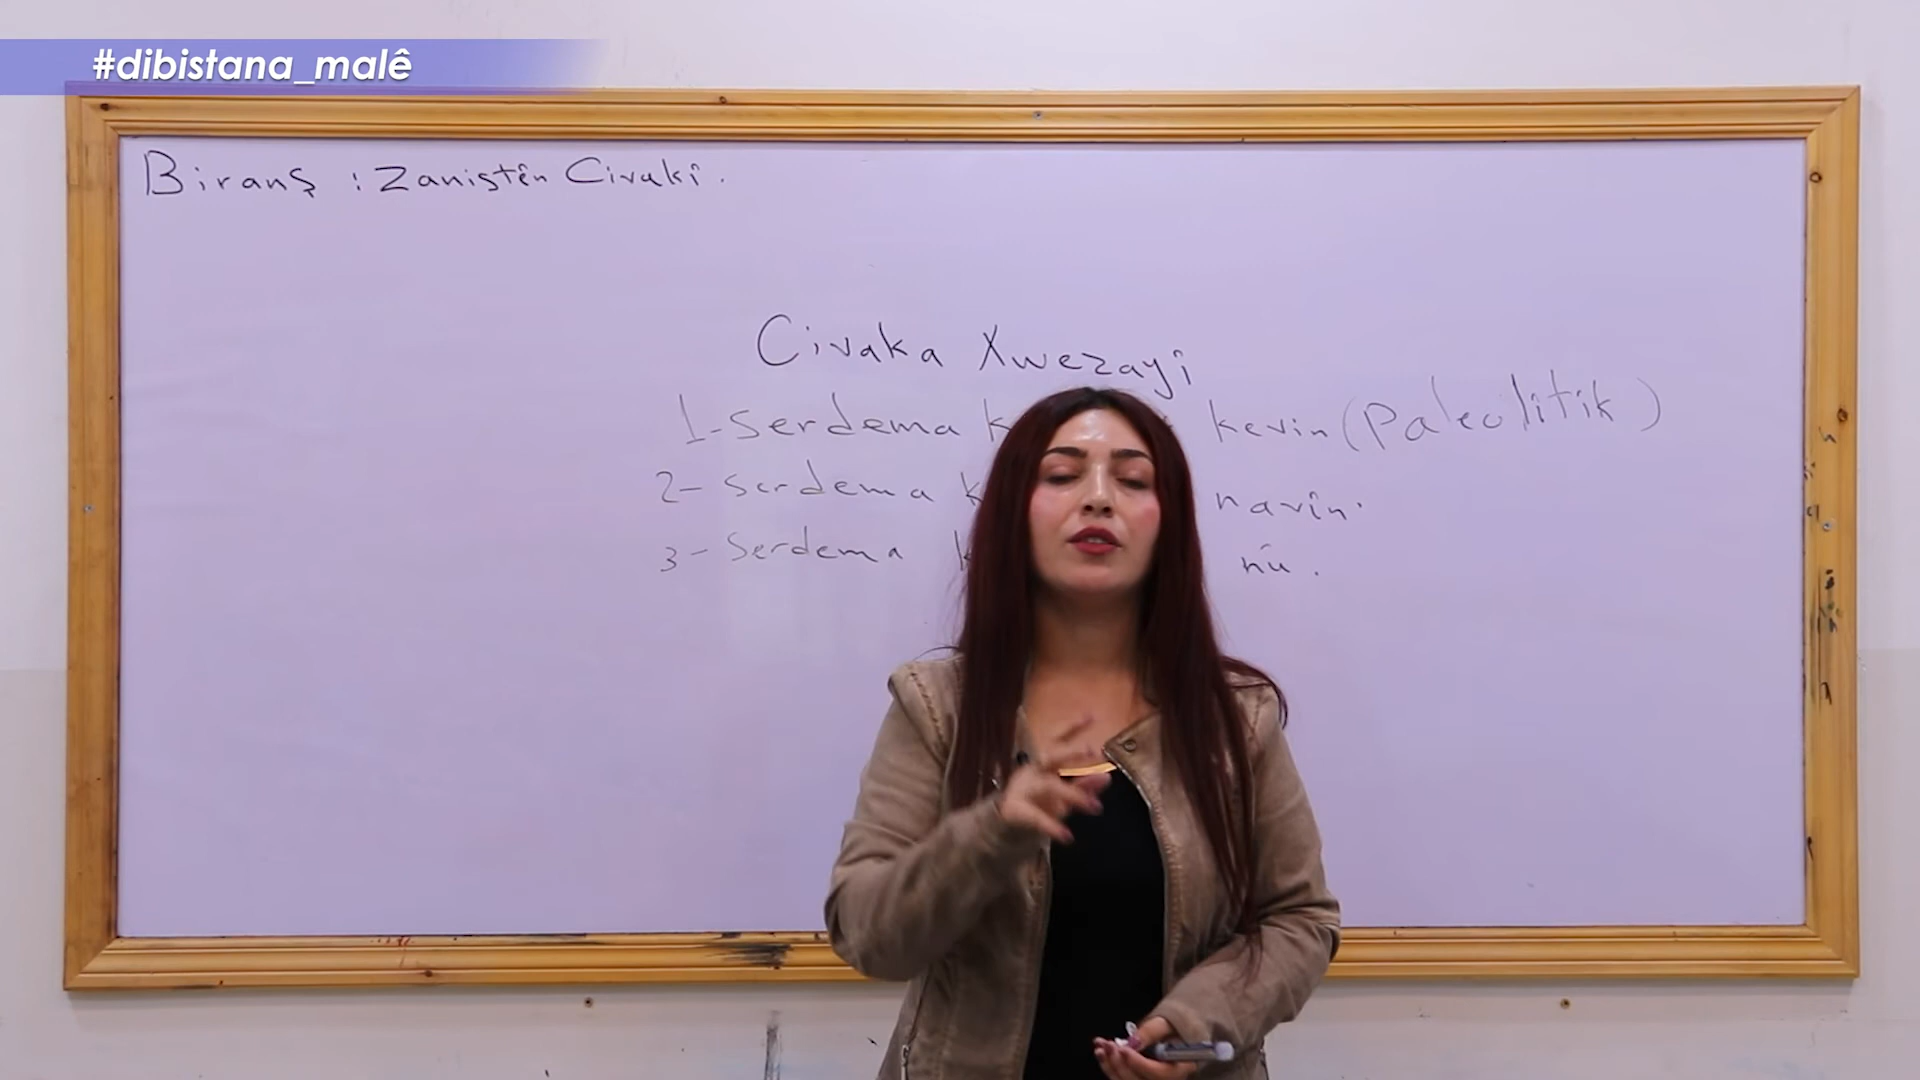 #dibistana_malê
Biranş : Zanistên Civakî.
Civaka Xwezayî
1-Serdema kevin (Paleolitik)
2- Serdema navîn.
3- Serdema nû.